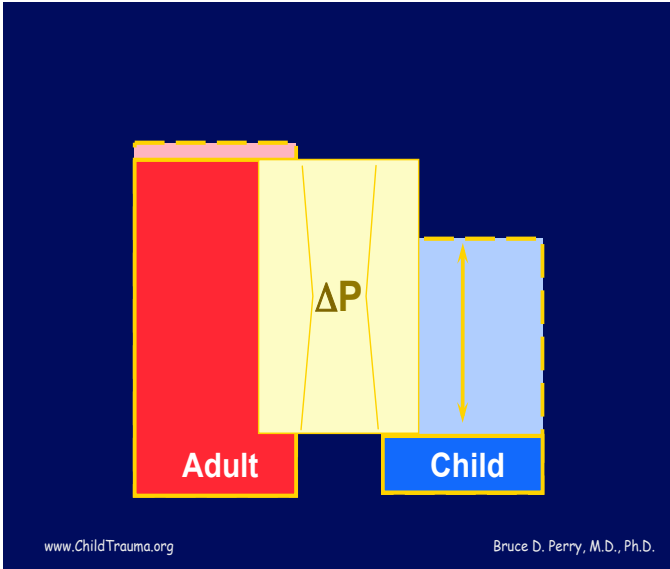 ΔP
Adult
Child
www.ChildTrauma.org
Bruce D. Perry, M.D., Ph.D.